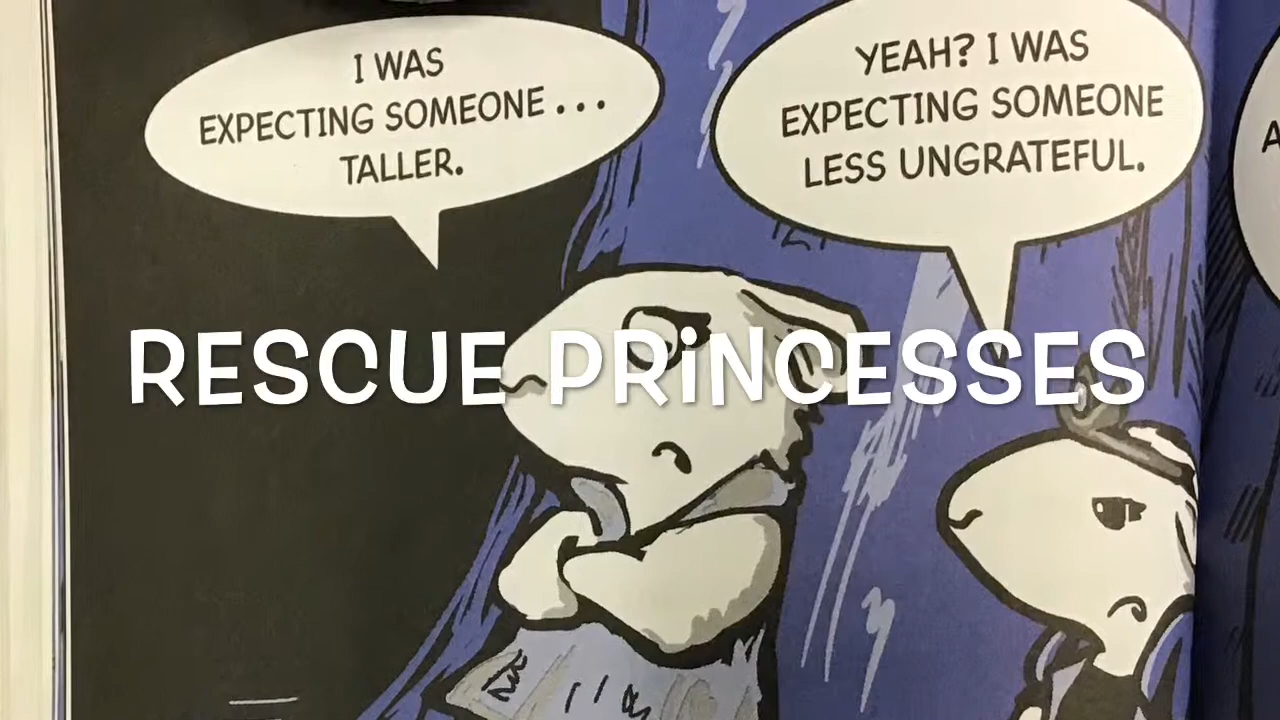 I WAS
EXPECTING SOMEONE . . .
TALLER.
YEAH? I WAS
EXPECTING SOMEONE
LESS UNGRATEFUL.
A
RESCUE PRiNCESSES